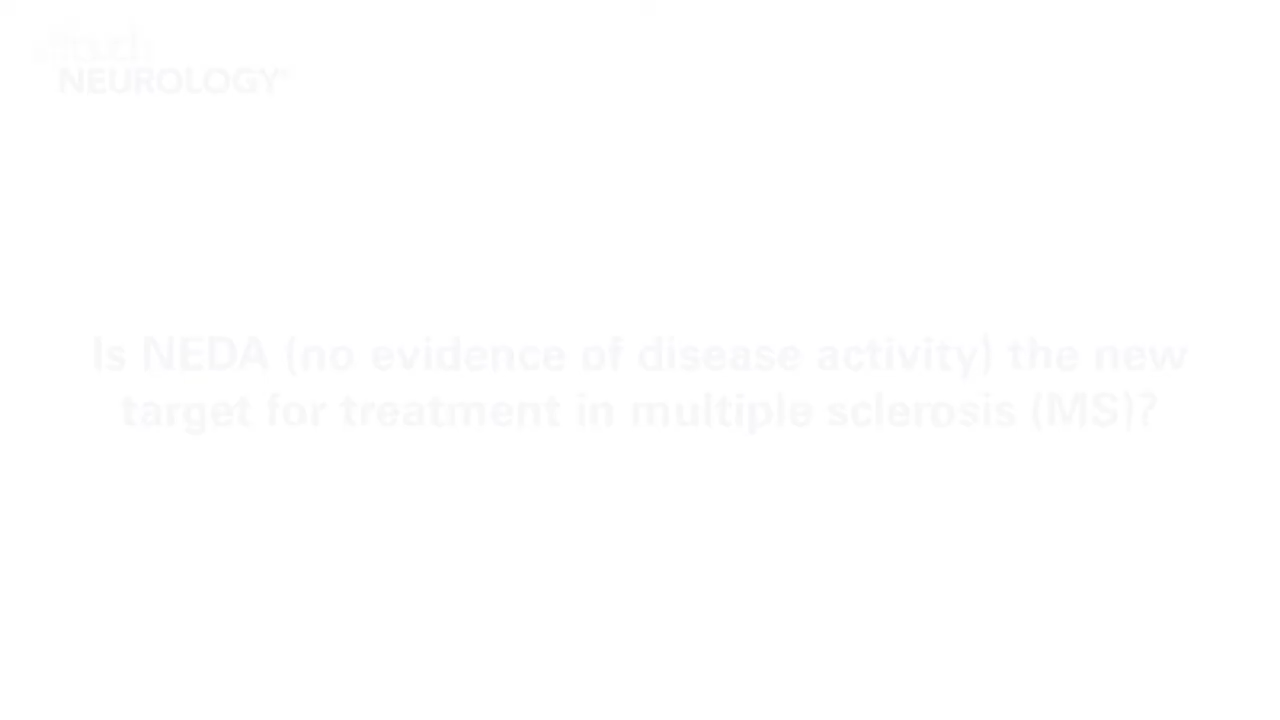 NEUROLOGY
Is NEDA (no evidence of disease activity) the new
target for treatment in multiple sclerosis (MS)?